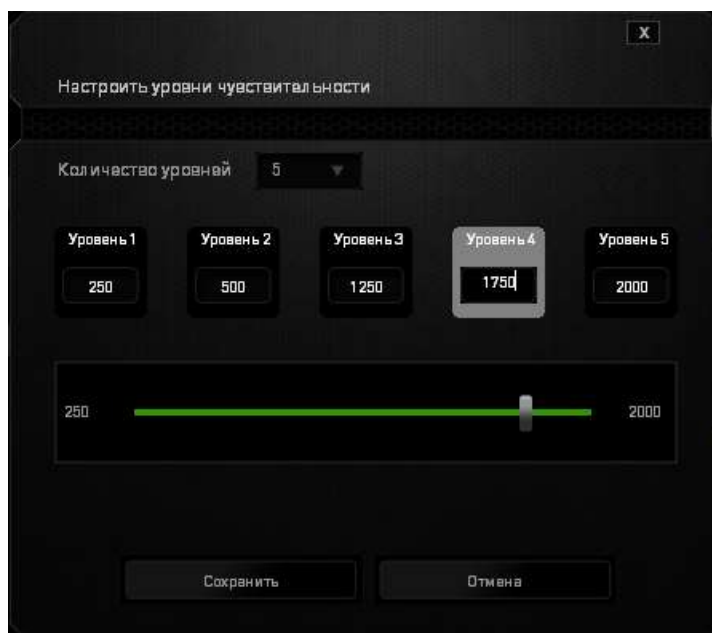 X
Настроить уровни чувствительности
Количество уровней 5
Уровень 1 Уровень 2 Уровень 3 Уровень 4 Уровень 5
250 500 1250 1750 2000
250 2000
Сохранить Отмена